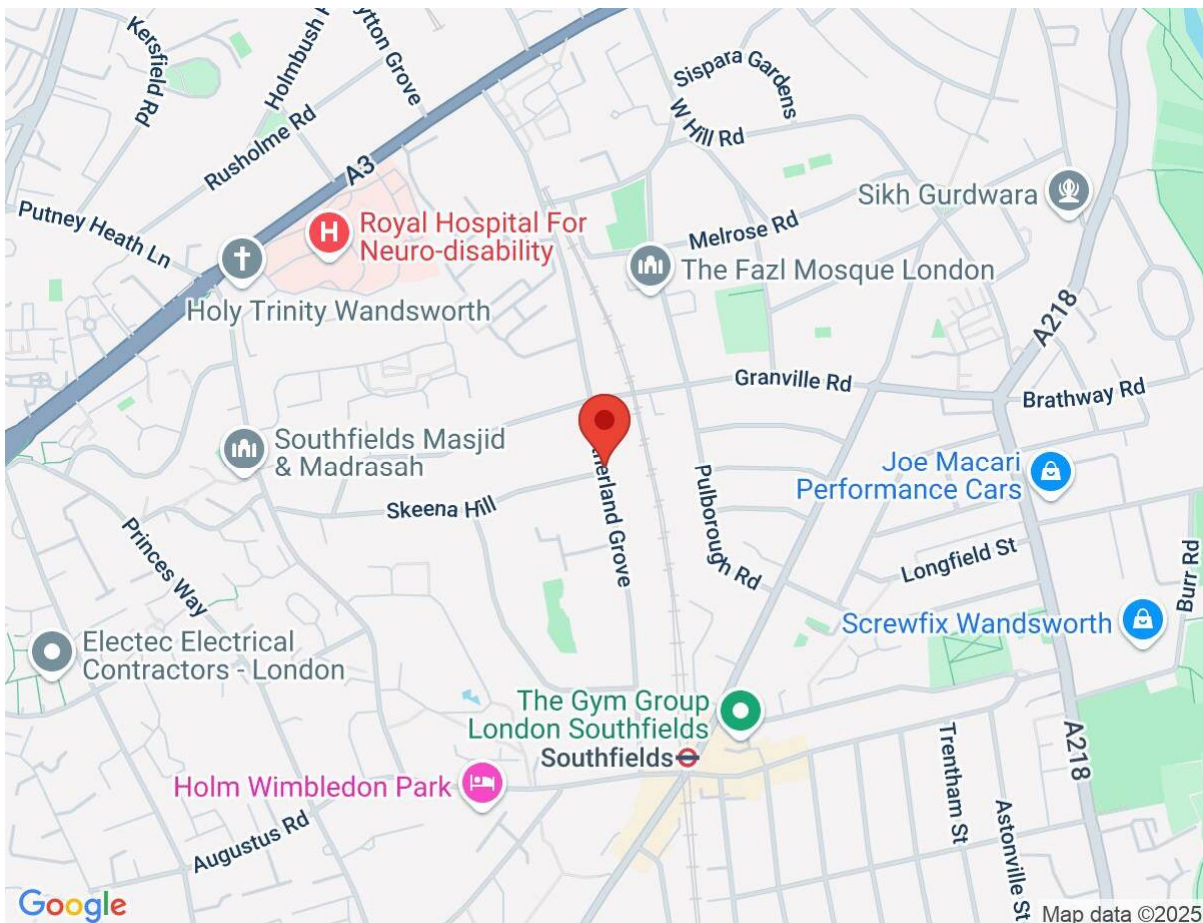 Kersfield Rd
Holmbush R
ytton Grove
Sispara Gardens
W Hill Rd
Rusholme Rd
A3
Sikh Gurdwara
Putney Heath Ln
Royal Hospital For
Neuro-disability
Melrose Rd
The Fazl Mosque London
Holy Trinity Wandsworth
A218
Granville Rd
Brathway Rd
Southfields Masjid
& Madrasah
therland Grove
Joe Macari
Performance Cars
Skeena Hill
Pulborough Rd
Longfield St
Burr Rd
Princes Way
Screwfix Wandsworth
Electec Electrical
Contractors - London
The Gym Group
London Southfields
Southfields
Trentham St
A218
Holm Wimbledon Park
Astonville St
Augustus Rd
Google
Map data ©2025